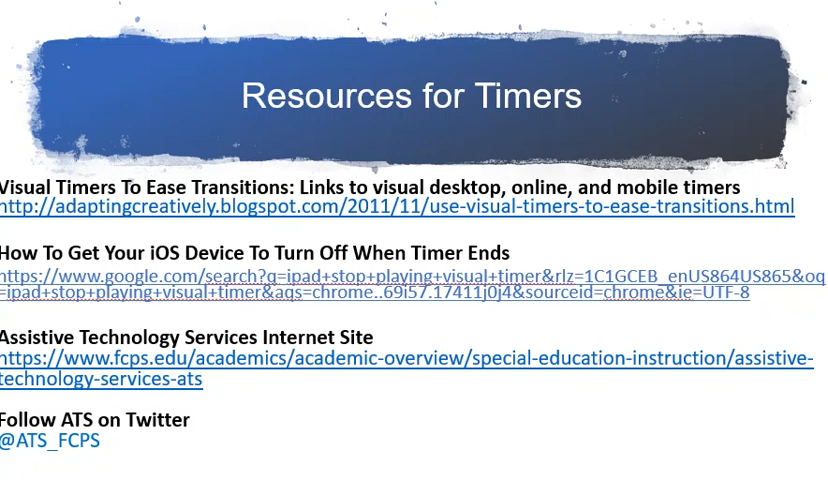 Resources for Timers
Visual Timers To Ease Transitions: Links to visual desktop, online, and mobile timers
http://adaptingcreatively.blogspot.com/2011/11/use-visual-timers-to-ease-transitions.html
How To Get Your iOS Device To Turn Off When Timer Ends
https://www.google.com/search?q=ipad+stop+playing+visual+timer&rlz=1C1GCEB_enUS864US865&oq
=ipad+stop+playing+visual+timer&aqs=chrome..69i57.17411j0j4&sourceid=chrome&ie=UTF-8
Assistive Technology Services Internet Site
https://www.fcps.edu/academics/academic-overview/special-education-instruction/assistive-
technology-services-ats
Follow ATS on Twitter
@ATS_FCPS